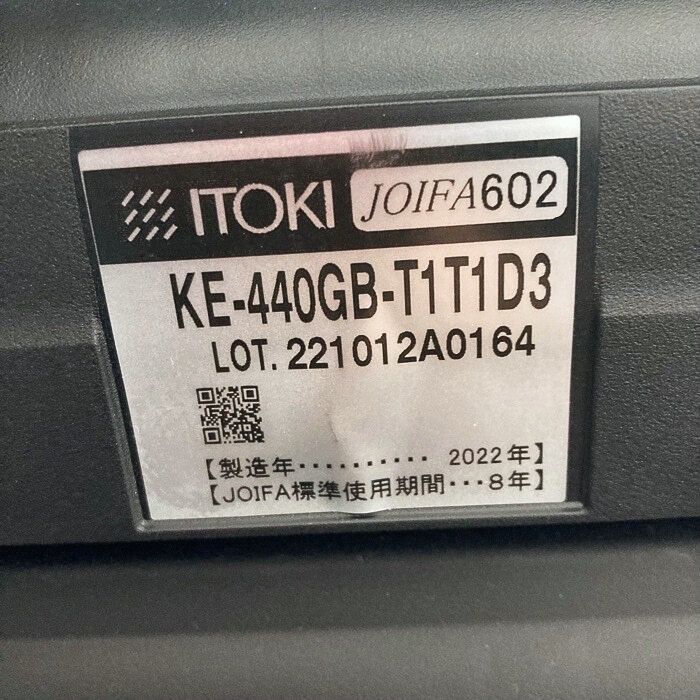 ITOKI JOIFA602
KE-440GB-T1T1D3
LOT. 221012A0164
【製造年・・・・・・・・・・ 2022年】
【JOIFA標準使用期間・・・8年】